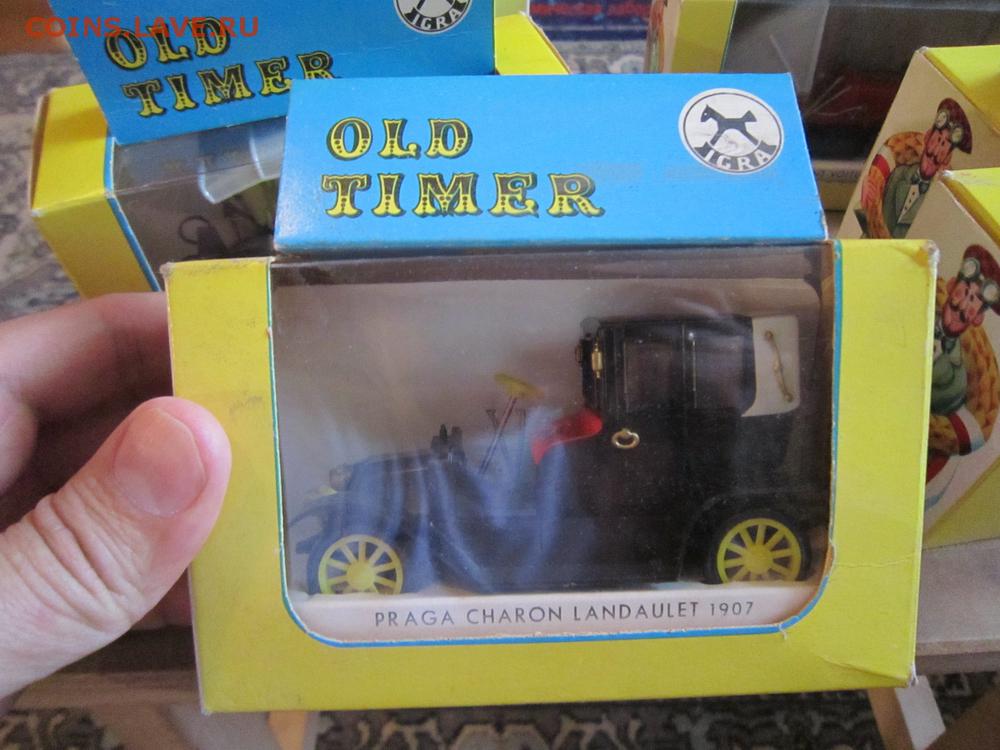 COINS.LAVE.RU
OLD
TIMER
IGRA
OLD
TIMER
IGRA
PRAGA CHARON LANDAULET 1907